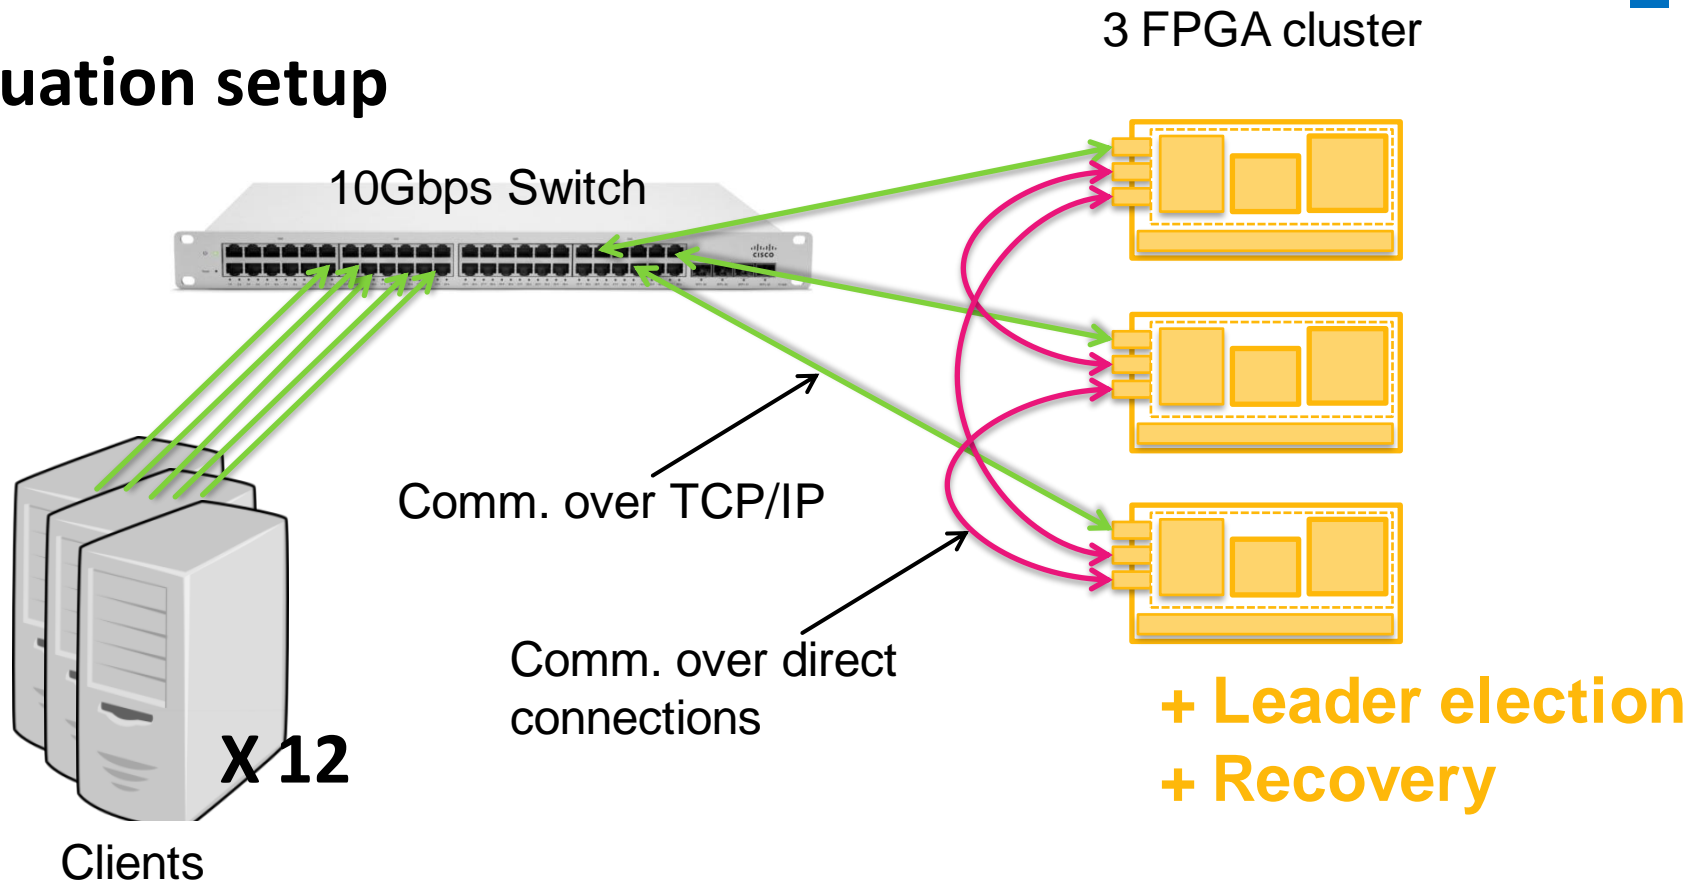 3 FPGA cluster
uation setup
10Gbps Switch
CISCO
Comm. over TCP/IP
Comm. over direct
connections
+ Leader election
+ Recovery
X 12
Clients